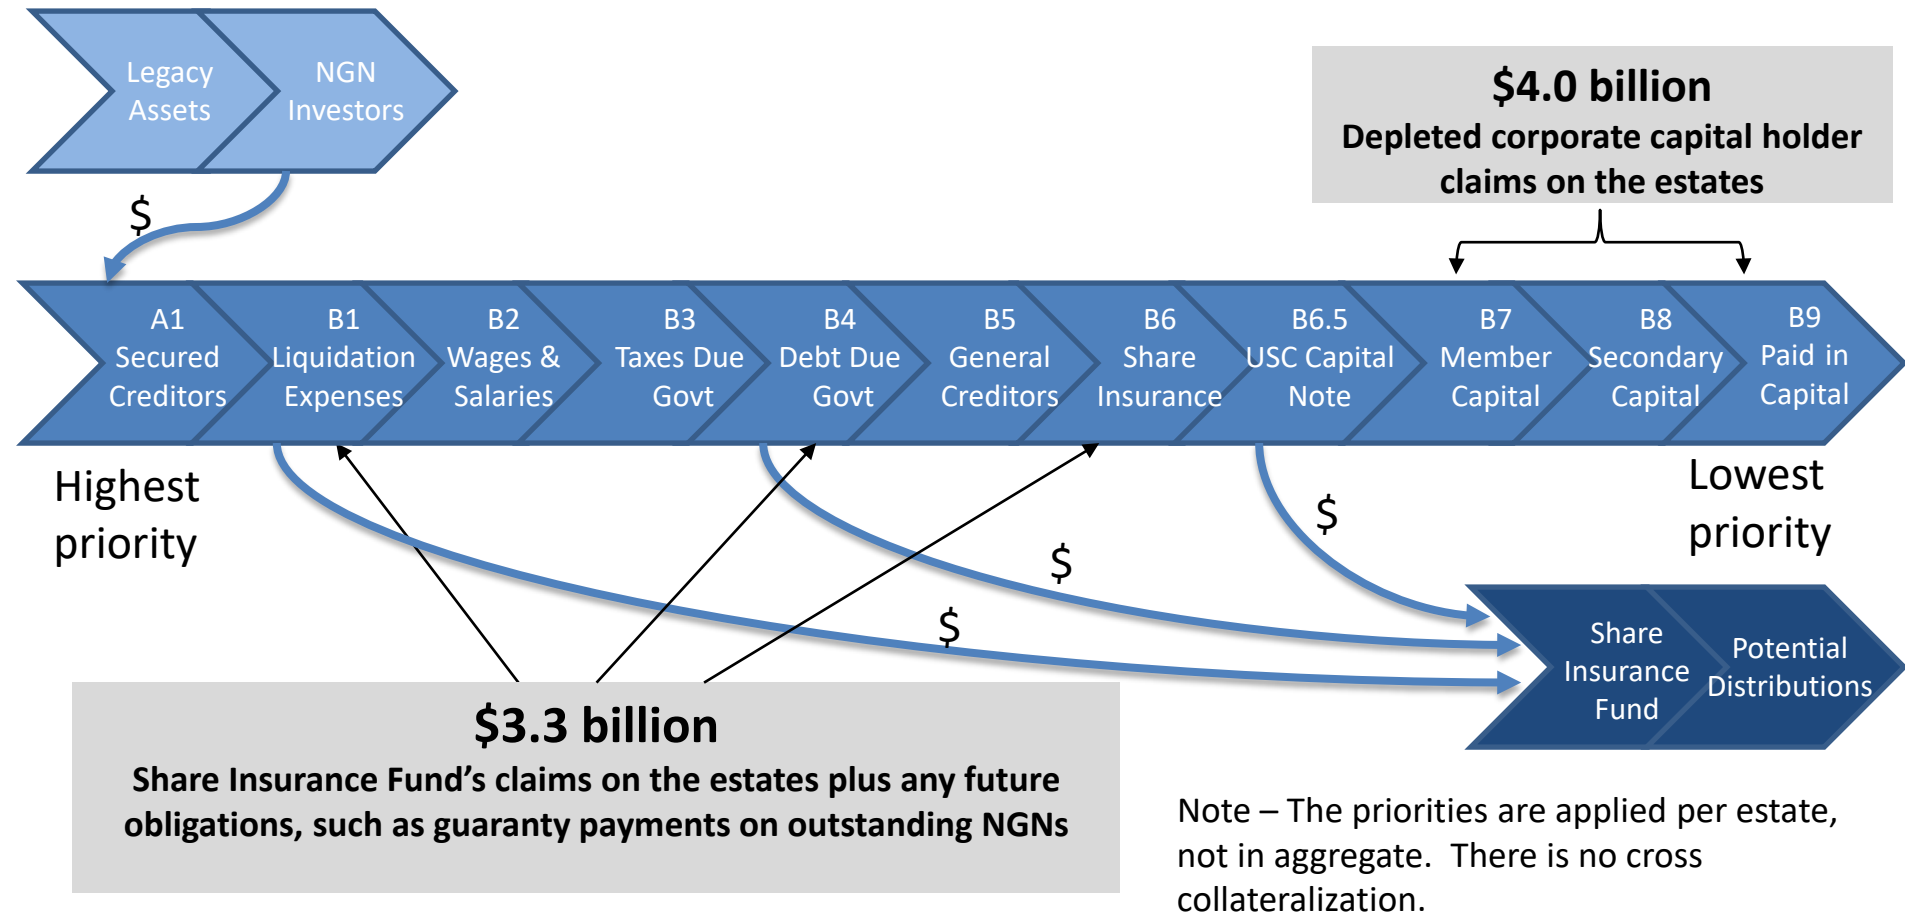 Legacy
Assets
NGN
Investors
$4.0 billion
Depleted corporate capital holder
claims on the estates
$
A1
Secured
Creditors
B1
Liquidation
Expenses
B2
Wages &
Salaries
B3
Taxes Due
Govt
B4
Debt Due
Govt
B5
General
Creditors
B6
Share
Insurance
B6.5
USC Capital
Note
B7
Member
Capital
B8
Secondary
Capital
B9
Paid in
Capital
Highest
priority
Lowest
priority
$
$
$
Share
Insurance
Fund
Potential
Distributions
$3.3 billion
Share Insurance Fund’s claims on the estates plus any future
obligations, such as guaranty payments on outstanding NGNs
Note – The priorities are applied per estate,
not in aggregate.  There is no cross
collateralization.